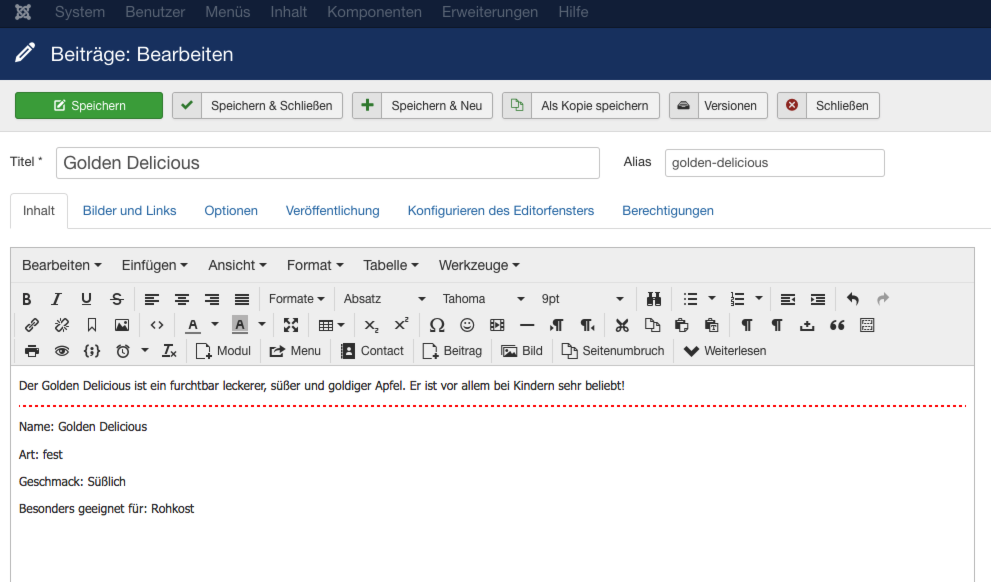 System Benutzer Menüs Inhalt Komponenten Erweiterungen Hilfe
Beiträge: Bearbeiten
Speichern Speichern & Schließen Speichern & Neu Als Kopie speichern Versionen Schließen
Titel * Golden Delicious Alias golden-delicious
Inhalt Bilder und Links Optionen Veröffentlichung Konfigurieren des Editorfensters Berechtigungen
Bearbeiten Einfügen Ansicht Format Tabelle Werkzeuge
B I U S Formate Absatz Tahoma 9pt
A A X₂ X² Ω
Modul Menu Contact Beitrag Bild Seitenumbruch Weiterlesen
Der Golden Delicious ist ein furchtbar leckerer, süßer und goldiger Apfel. Er ist vor allem bei Kindern sehr beliebt!
Name: Golden Delicious
Art: fest
Geschmack: Süßlich
Besonders geeignet für: Rohkost